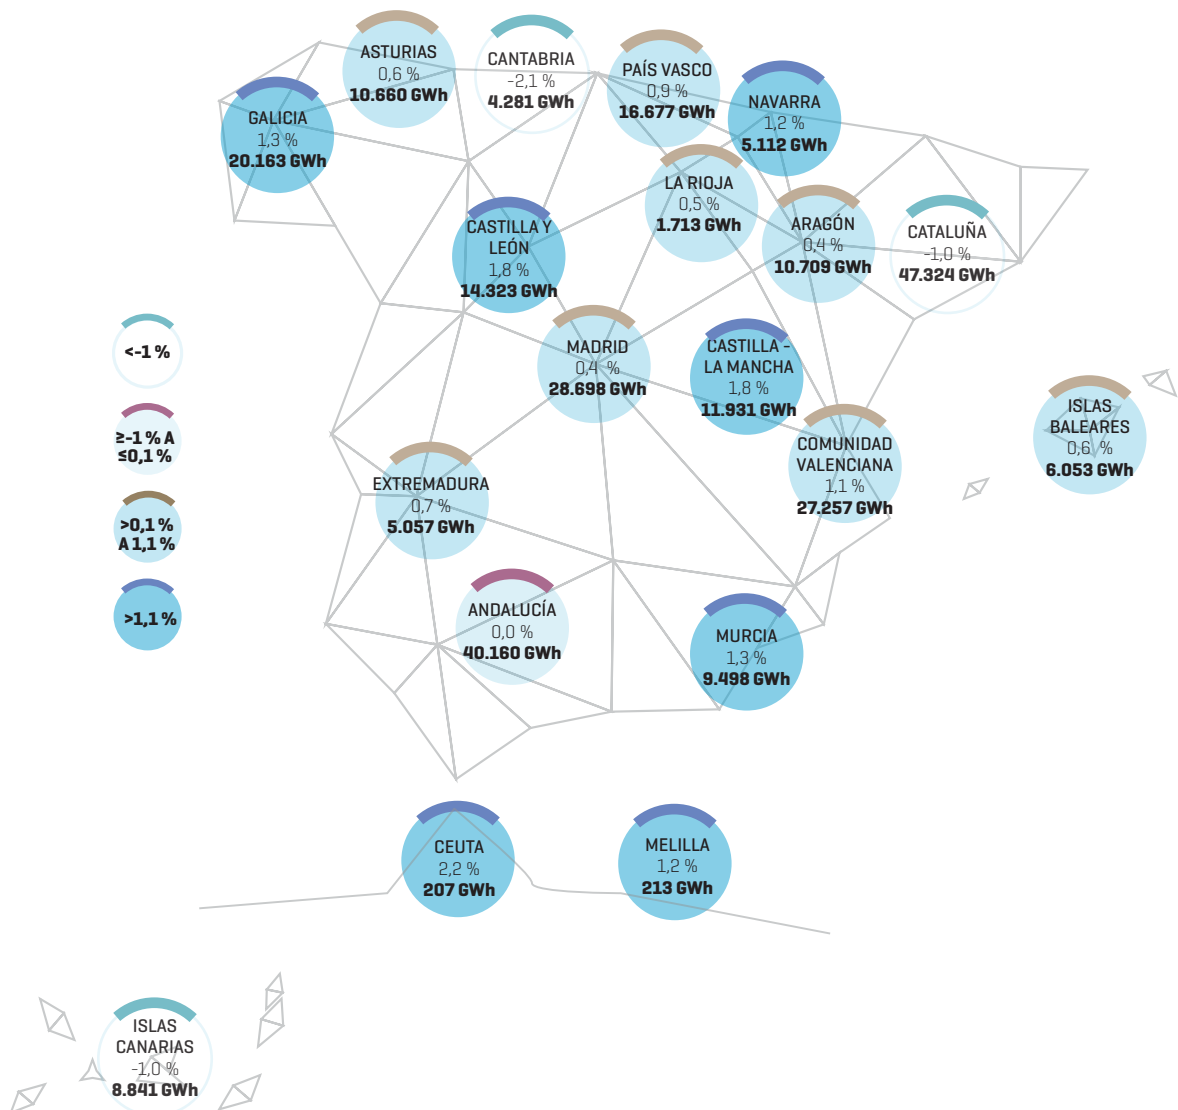 ASTURIAS
0,6 %
10.660 GWh
CANTABRIA
-2,1 %
4.281 GWh
PAÍS VASCO
0,9 %
16.677 GWh
NAVARRA
1,2 %
5.112 GWh
GALICIA
1,3 %
20.163 GWh
LA RIOJA
0,5 %
1.713 GWh
CASTILLA Y
LEÓN
1,8 %
14.323 GWh
ARAGÓN
0,4 %
10.709 GWh
CATALUÑA
-1,0 %
47.324 GWh
<-1 %
≥-1 % A
≤0,1 %
>0,1 %
A 1,1 %
>1,1 %
MADRID
0,4 %
28.698 GWh
CASTILLA -
LA MANCHA
1,8 %
11.931 GWh
ISLAS
BALEARES
0,6 %
6.053 GWh
COMUNIDAD
VALENCIANA
1,1 %
27.257 GWh
EXTREMADURA
0,7 %
5.057 GWh
ANDALUCÍA
0,0 %
40.160 GWh
MURCIA
1,3 %
9.498 GWh
CEUTA
2,2 %
207 GWh
MELILLA
1,2 %
213 GWh
ISLAS
CANARIAS
-1,0 %
8.841 GWh